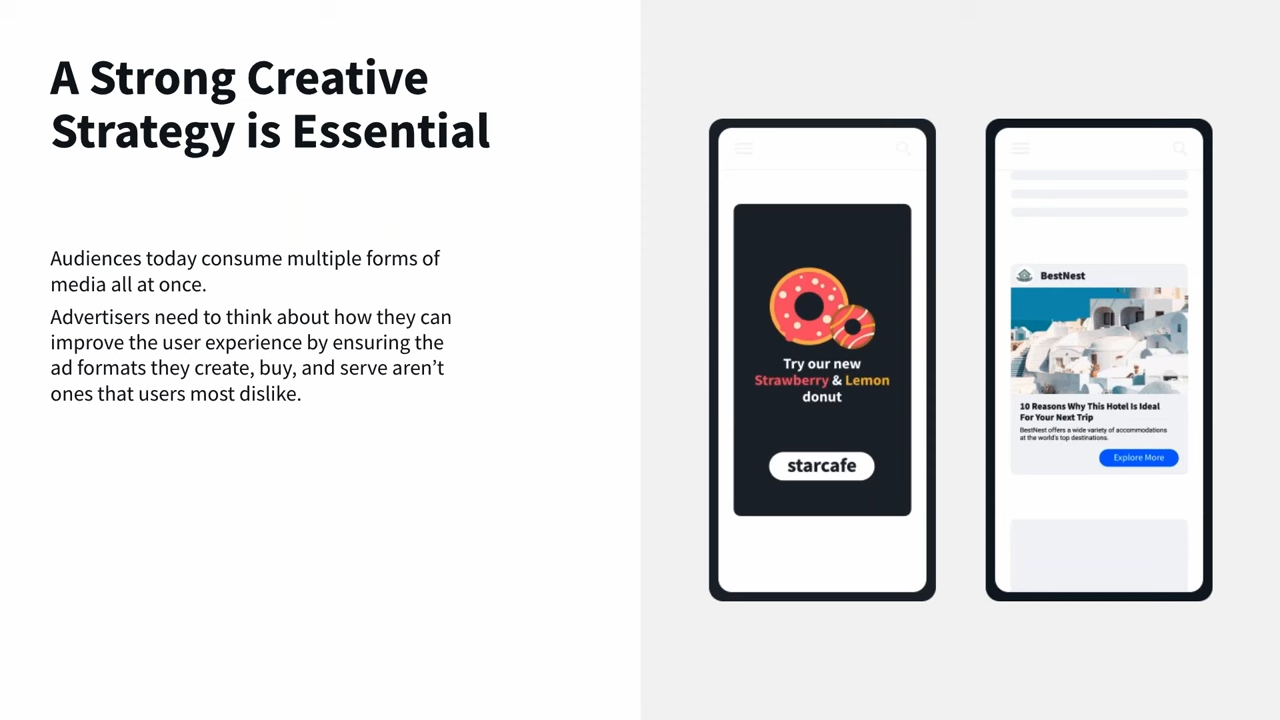 A Strong Creative
Strategy is Essential
Audiences today consume multiple forms of
media all at once.
Advertisers need to think about how they can
improve the user experience by ensuring the
ad formats they create, buy, and serve aren’t
ones that users most dislike.
Try our new
Strawberry & Lemon
donut
starcafe
BestNest
10 Reasons Why This Hotel Is Ideal
For Your Next Trip
BestNest offers a wide variety of accommodations
at the world's top destinations.
Explore More